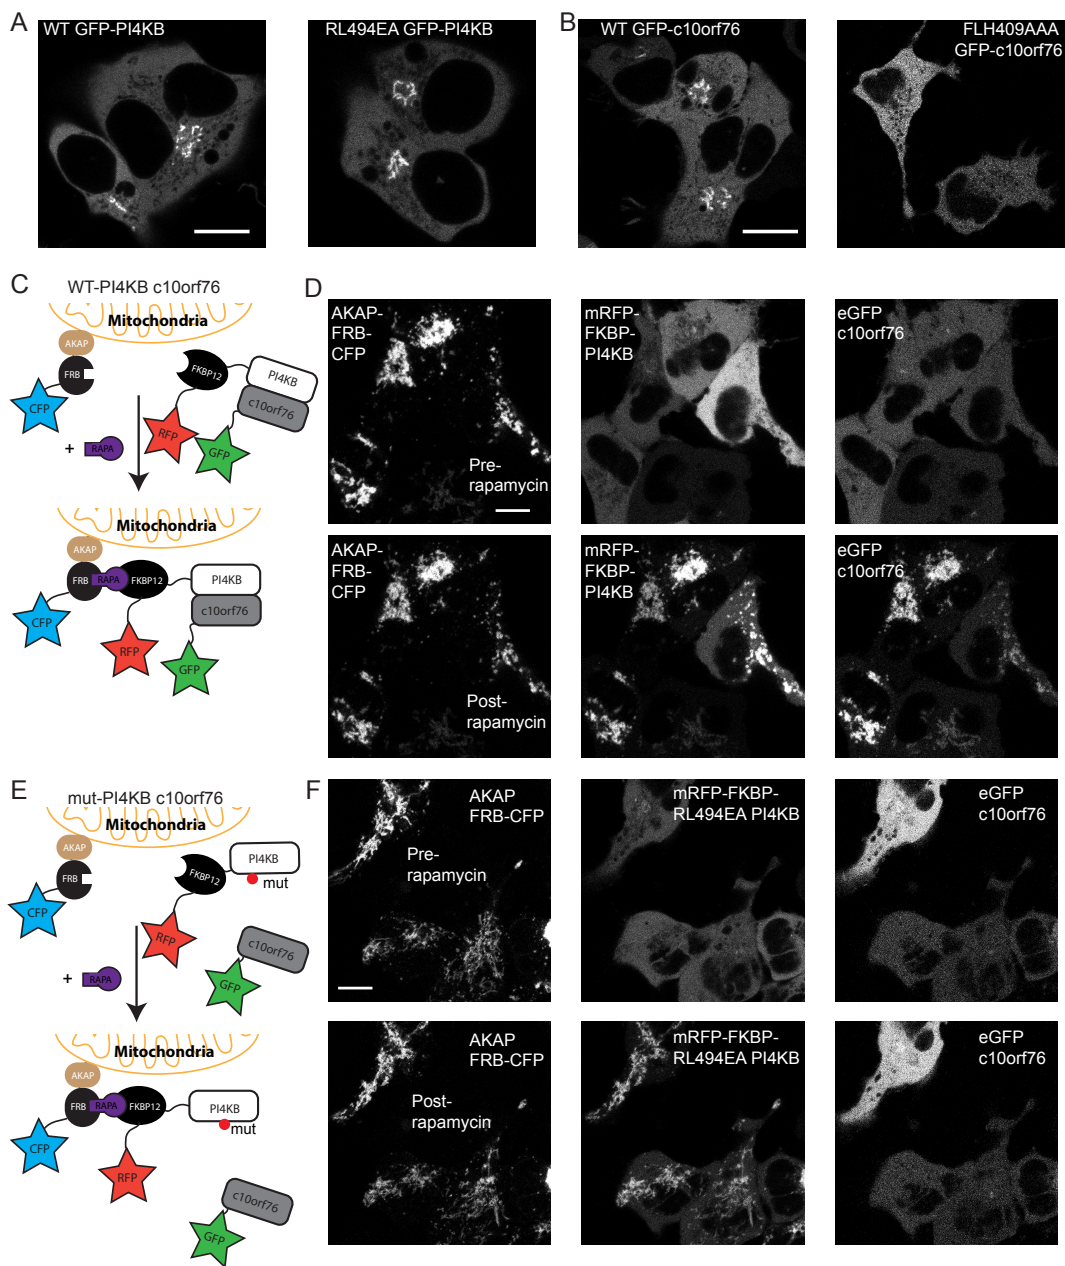 A
WT GFP-PI4KB
RL494EA GFP-PI4KB
B
WT GFP-c10orf76
FLH409AAA
GFP-c10orf76
C
WT-PI4KB c10orf76
Mitochondria
AKAP
FRB
CFP
FKBP12
PI4KB
c10orf76
RFP
GFP
+ RAPA
Mitochondria
AKAP
FRB
RAPA
FKBP12
PI4KB
c10orf76
CFP
RFP
GFP
D
AKAP-
FRB-
CFP
Pre-
rapamycin
mRFP-
FKBP-
PI4KB
eGFP
c10orf76
AKAP-
FRB-
CFP
Post-
rapamycin
mRFP-
FKBP-
PI4KB
eGFP
c10orf76
E
mut-PI4KB c10orf76
Mitochondria
AKAP
FRB
CFP
FKBP12
PI4KB
mut
RFP
c10orf76
GFP
+ RAPA
Mitochondria
AKAP
FRB
RAPA
FKBP12
PI4KB
mut
CFP
RFP
c10orf76
GFP
F
AKAP
FRB-CFP
Pre-
rapamycin
mRFP-FKBP-
RL494EA PI4KB
eGFP
c10orf76
AKAP
FRB-CFP
Post-
rapamycin
mRFP-FKBP-
RL494EA PI4KB
eGFP
c10orf76